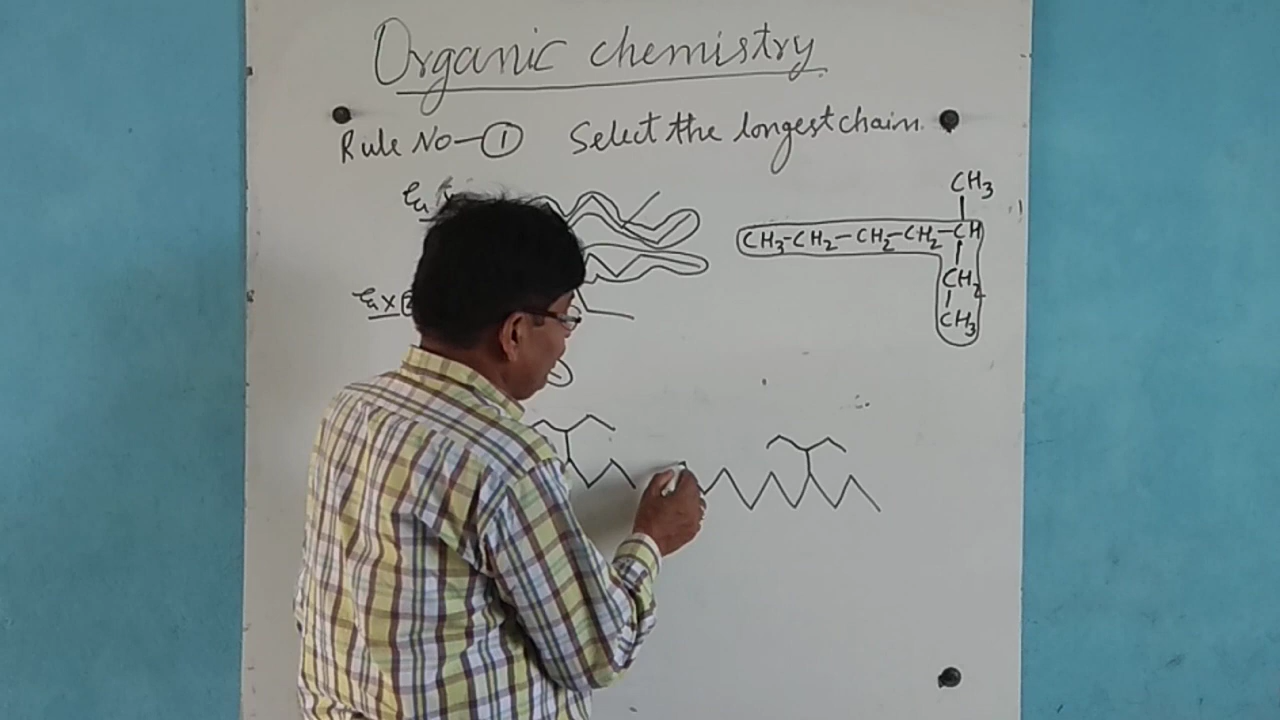 Organic chemistry
Rule No-① Select the longest chain.
CH3
CH3-CH2-CH2-CH2-CH
CH2
CH3